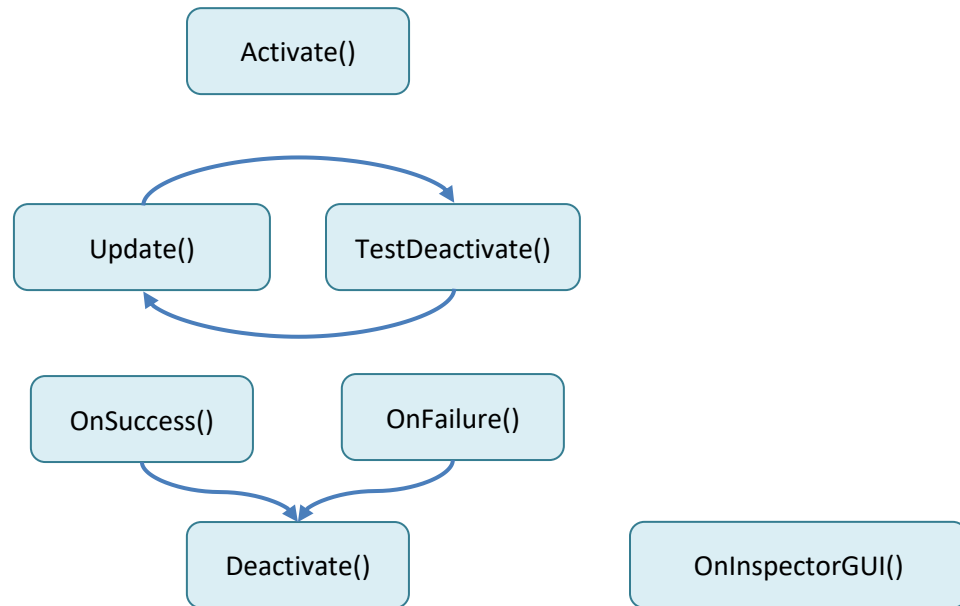 Activate()
Update()
TestDeactivate()
OnSuccess()
OnFailure()
Deactivate()
OnInspectorGUI()